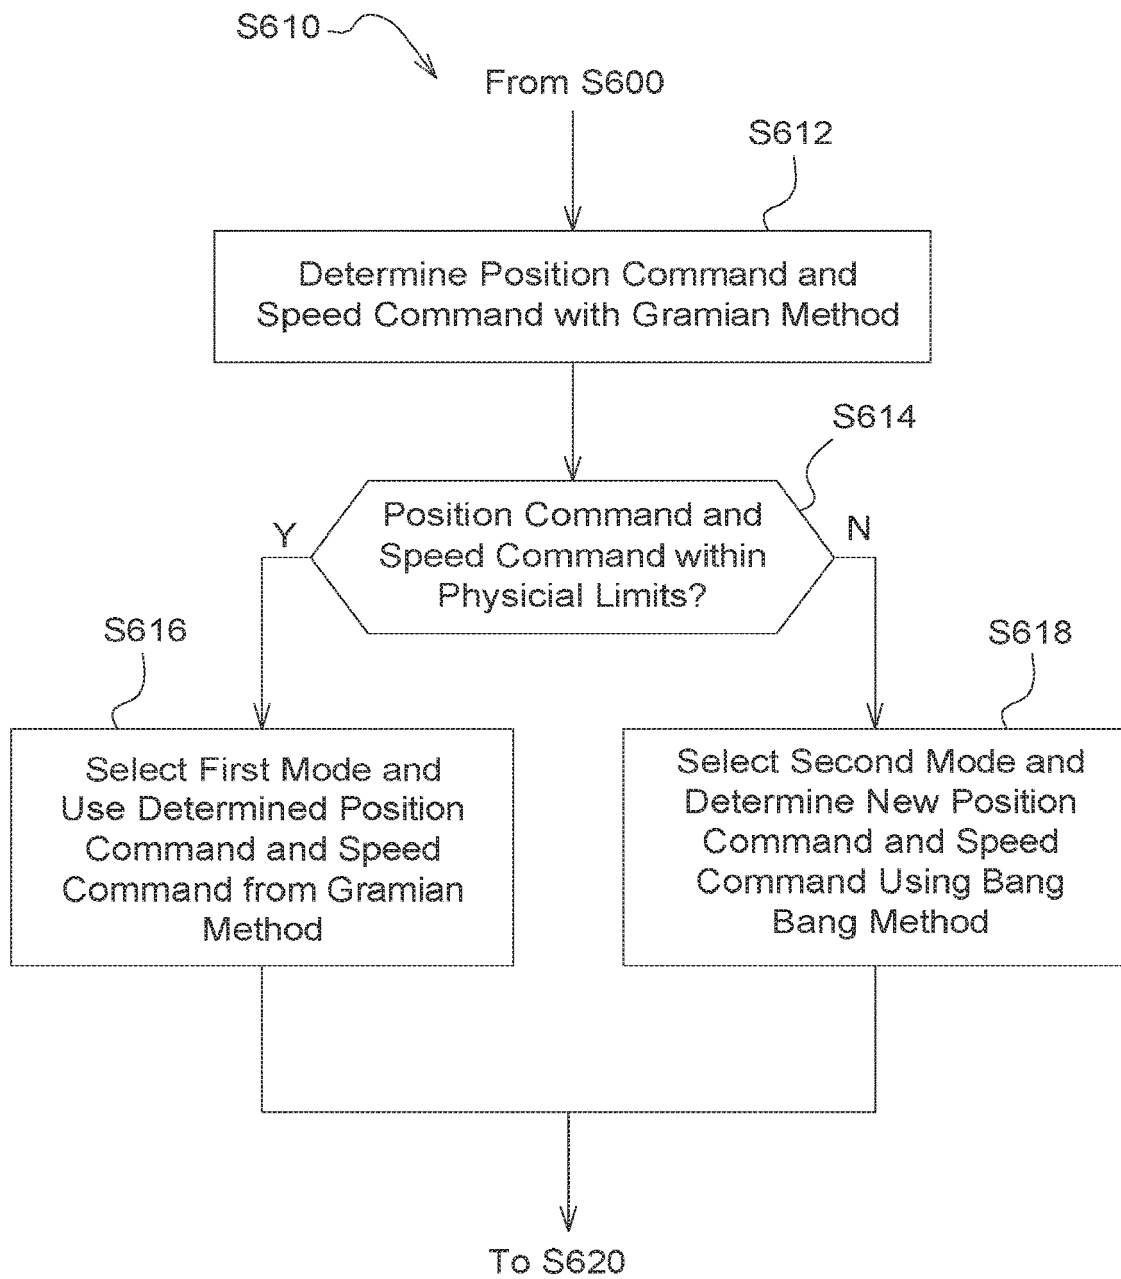 S610
From S600
S612
Determine Position Command and
Speed Command with Gramian Method
S614
Position Command and
Speed Command within
Physicial Limits?
Y
N
S616
S618
Select First Mode and
Use Determined Position
Command and Speed
Command from Gramian
Method
Select Second Mode and
Determine New Position
Command and Speed
Command Using Bang
Bang Method
To S620